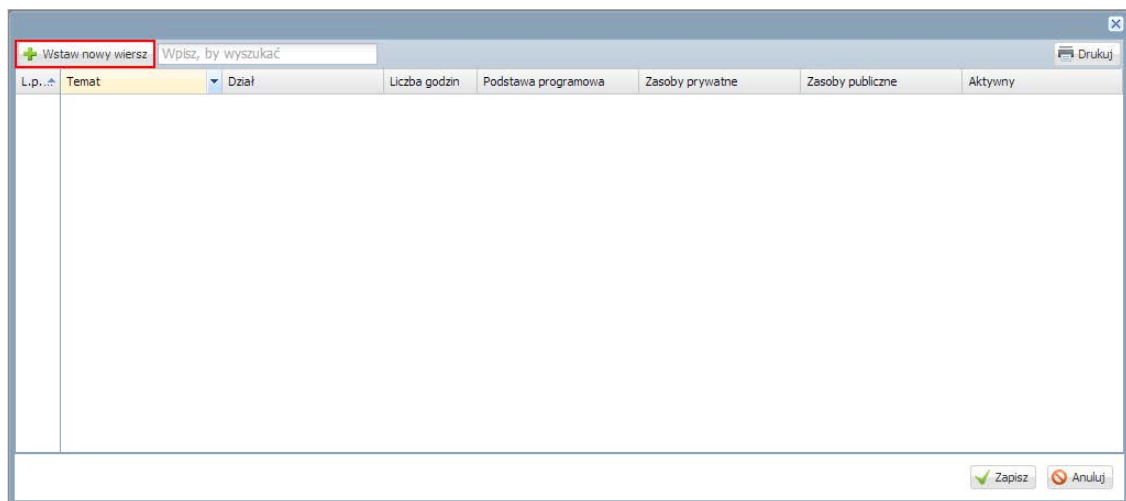 Wstaw nowy wiersz Wpisz, by wyszukać Drukuj
L.p. Temat Dział Liczba godzin Podstawa programowa Zasoby prywatne Zasoby publiczne Aktywny
Zapisz Anuluj